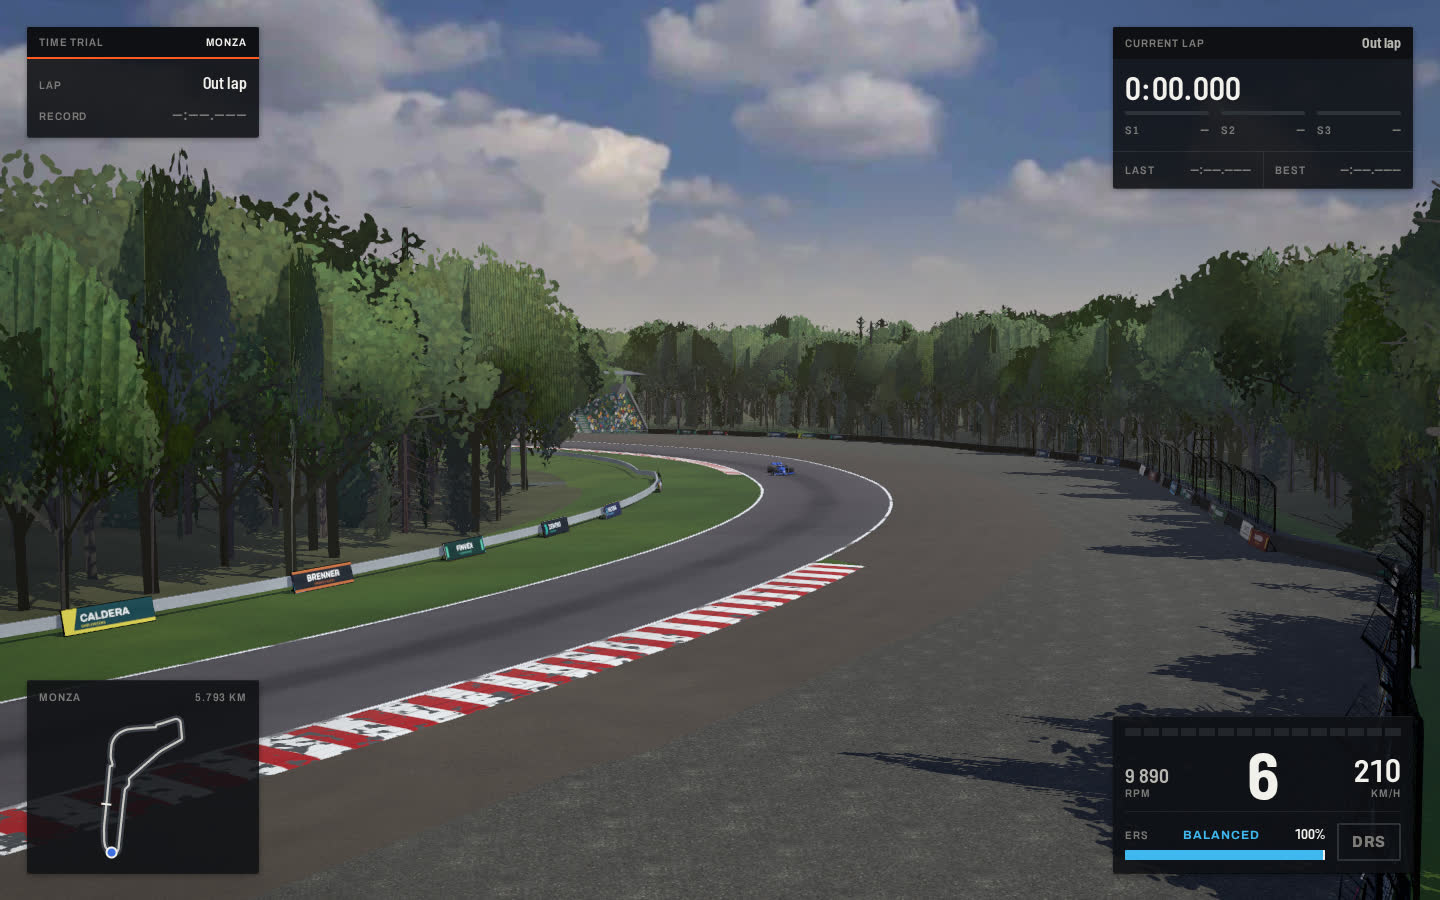 TIME TRIAL MONZA
LAP Out lap
RECORD –:––.–––
CURRENT LAP Out lap
0:00.000
S1 – S2 – S3 –
LAST –:––.––– BEST –:––.–––
BRENNER
CALDERA
MONZA 5.793 KM
9 890 RPM
6
210 KM/H
ERS BALANCED 100%
DRS